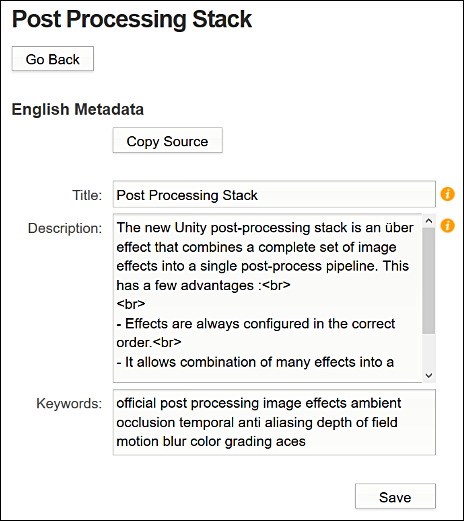 Post Processing Stack
Go Back
English Metadata
Copy Source
Title: Post Processing Stack
Description: The new Unity post-processing stack is an über
effect that combines a complete set of image
effects into a single post-process pipeline. This
has a few advantages :<br>
<br>
- Effects are always configured in the correct
order.<br>
- It allows combination of many effects into a
Keywords: official post processing image effects ambient
occlusion temporal anti aliasing depth of field
motion blur color grading aces
Save